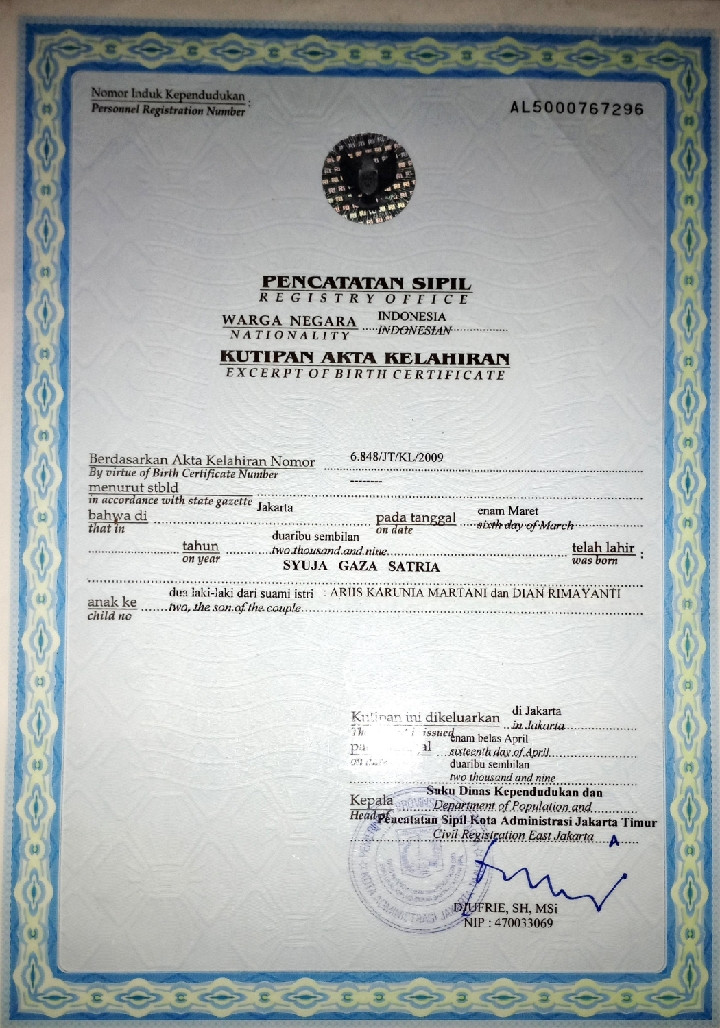 Nomor Induk Kependudukan :
Personnel Registration Number
AL5000767296
PENCATATAN SIPIL
REGISTRY OFFICE
WARGA NEGARA INDONESIA
NATIONALITY INDONESIAN
KUTIPAN AKTA KELAHIRAN
EXCERPT OF BIRTH CERTIFICATE
Berdasarkan Akta Kelahiran Nomor 6.848/JT/KL/2009
By virtue of Birth Certificate Number
menurut stbld --------
in accordance with state gazette
bahwa di Jakarta pada tanggal enam Maret
that in on date sixth day of March
tahun duaribu sembilan telah lahir :
on year two thousand and nine was born
SYUJA GAZA SATRIA
anak ke dua laki-laki dari suami istri : ARIIS KARUNIA MARTANI dan DIAN RIMAYANTI
child no two, the son of the couple
Kutipan ini dikeluarkan di Jakarta
issued in Jakarta
enam belas April
on date sixteenth day of April
duaribu sembilan
two thousand and nine
Kepala Suku Dinas Kependudukan dan
Head of Department of Population and
Pencatatan Sipil Kota Administrasi Jakarta Timur
Civil Registration East Jakarta
DJUFRIE, SH, MSi
NIP : 470033069